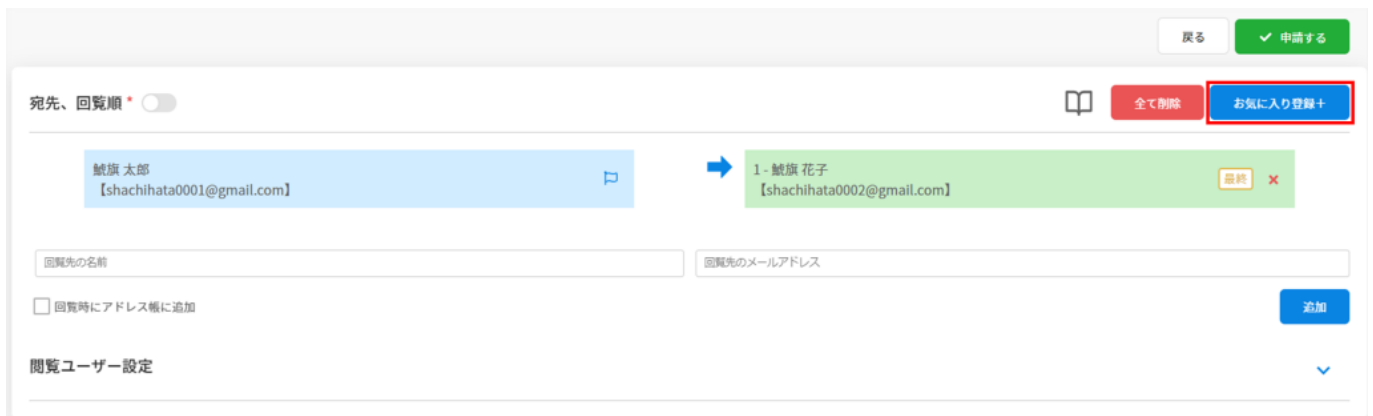 戻る
申請する
宛先、回覧順 *
全て削除
お気に入り登録+
鯱旗 太郎
【shachihata0001@gmail.com】
1 - 鯱旗 花子
【shachihata0002@gmail.com】
最終
回覧先の名前
回覧先のメールアドレス
回覧時にアドレス帳に追加
追加
閲覧ユーザー設定